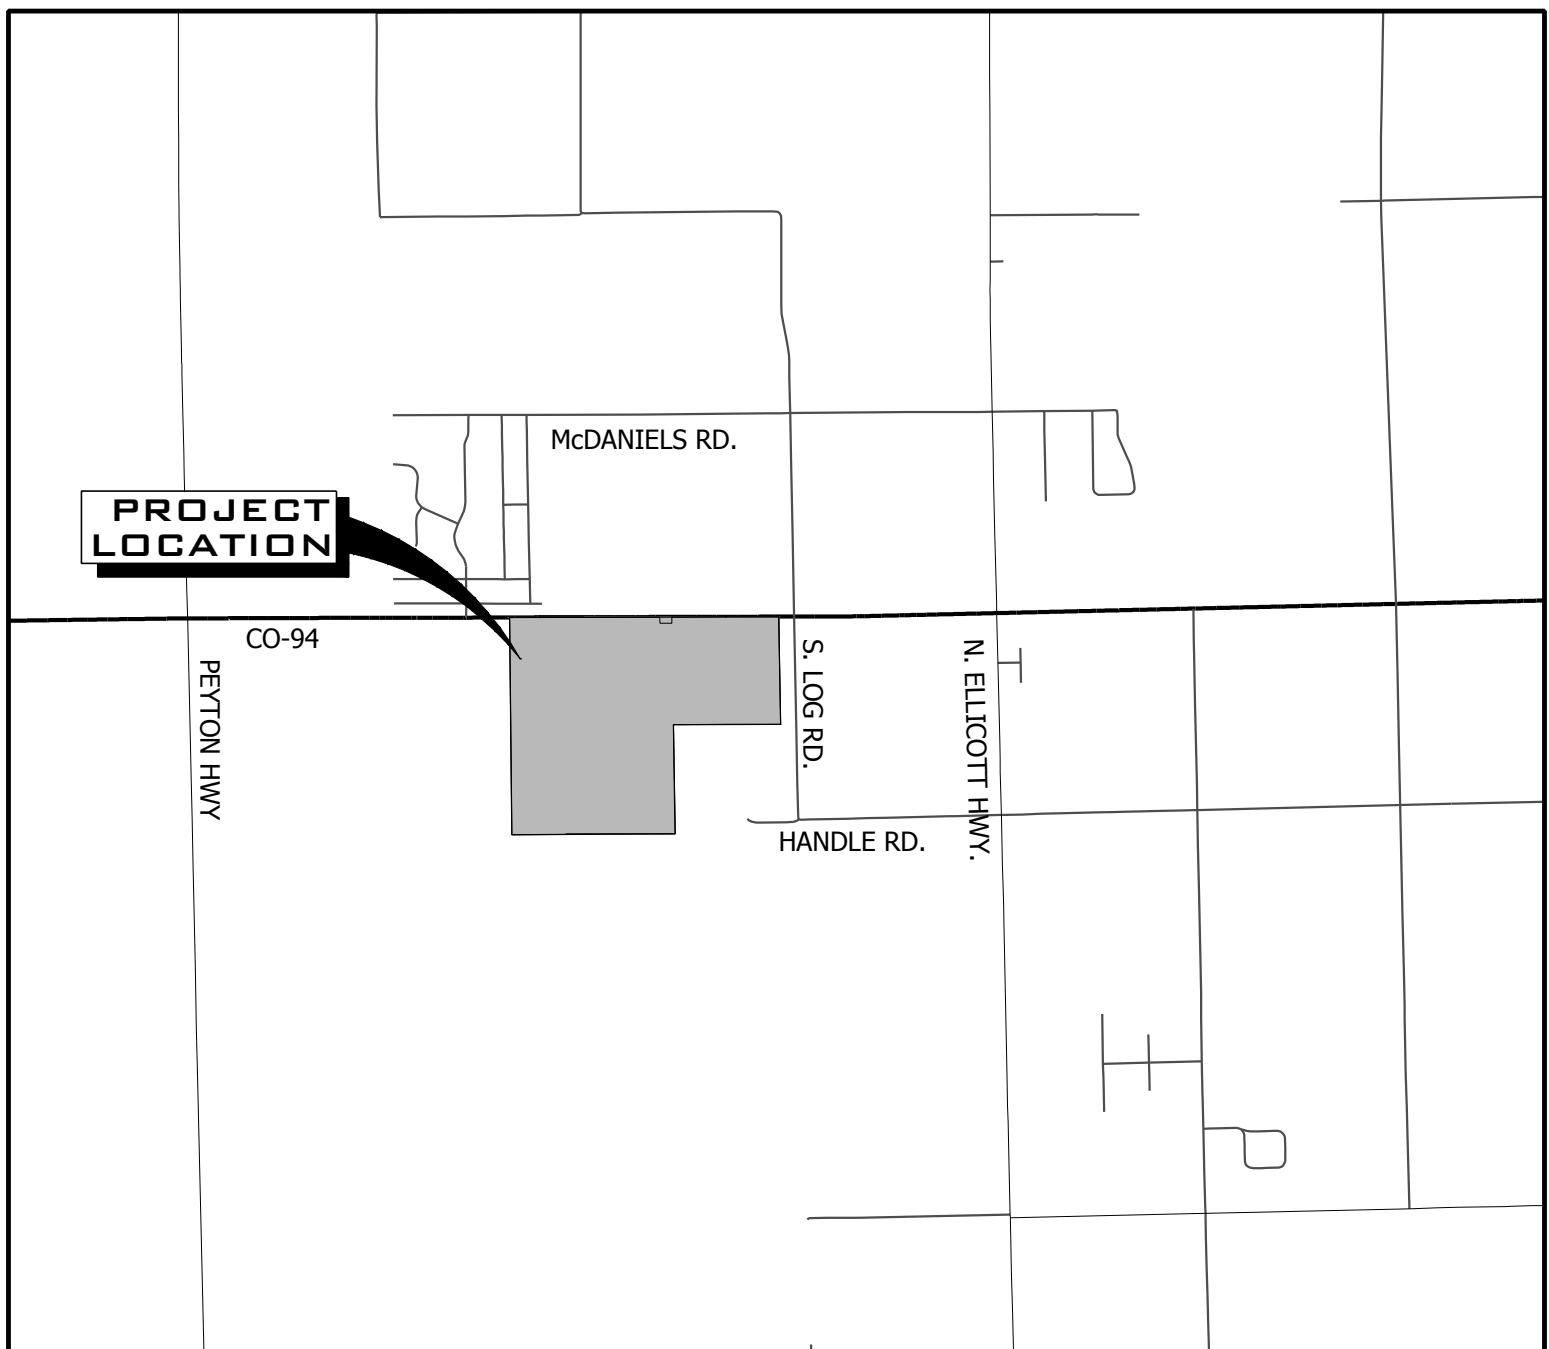 McDANIELS RD.
PROJECT
LOCATION
CO-94
PEYTON HWY
S. LOG RD.
N. ELLICOTT HWY.
HANDLE RD.